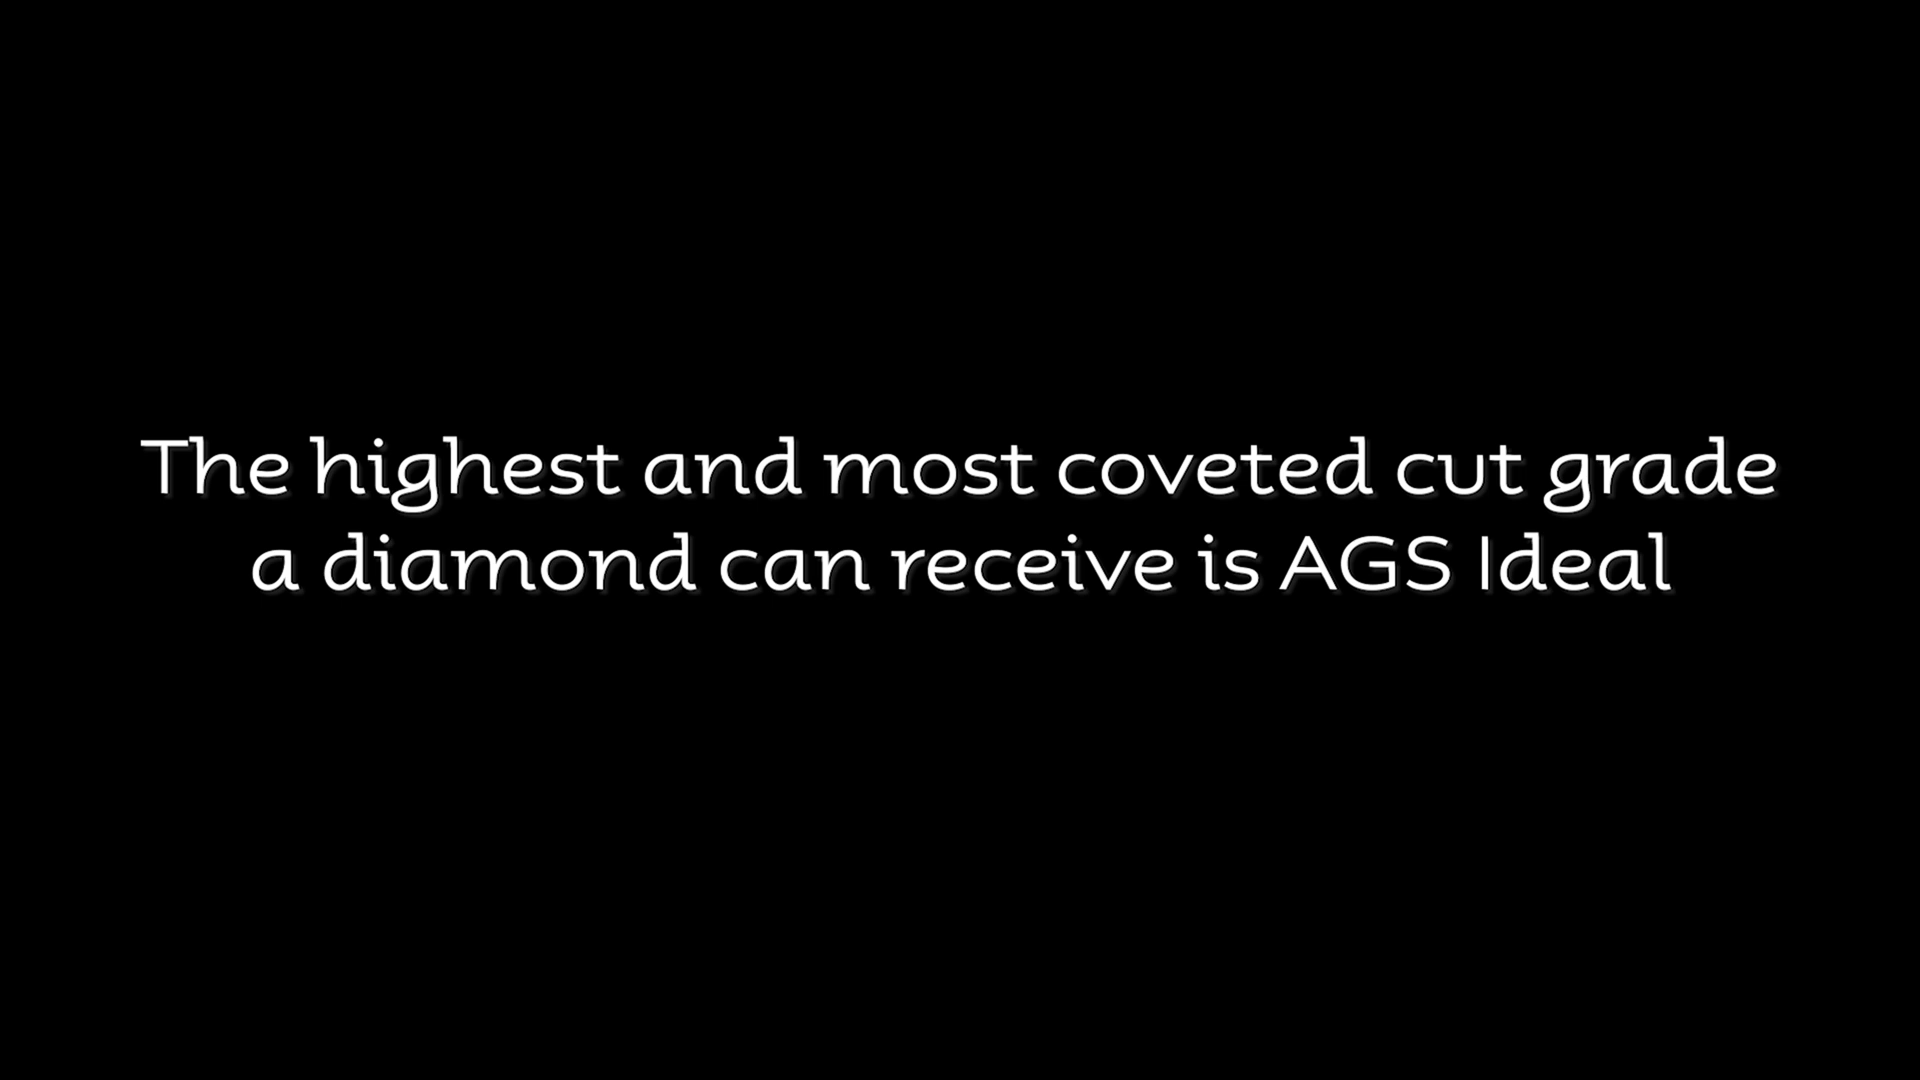 The highest and most coveted cut grade
a diamond can receive is AGS Ideal